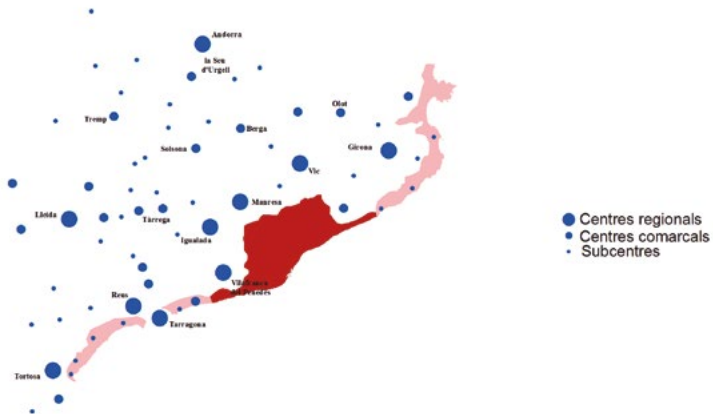 Andorra
la Seu
d'Urgell
Tremp
Berga
Olot
Solsona
Vic
Girona
Manresa
Lleida
Tàrrega
Igualada
Centres regionals
Centres comarcals
Subcentres
Vilafranca
del Penedès
Reus
Tarragona
Tortosa